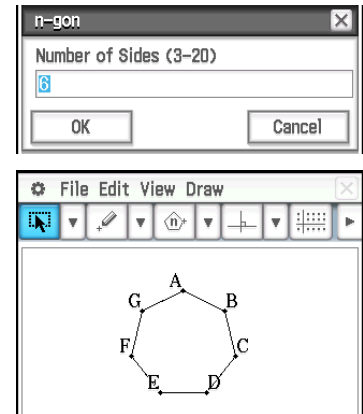 n-gon
Number of Sides (3-20)
6
OK Cancel
File Edit View Draw
n
A
G B
F C
E D